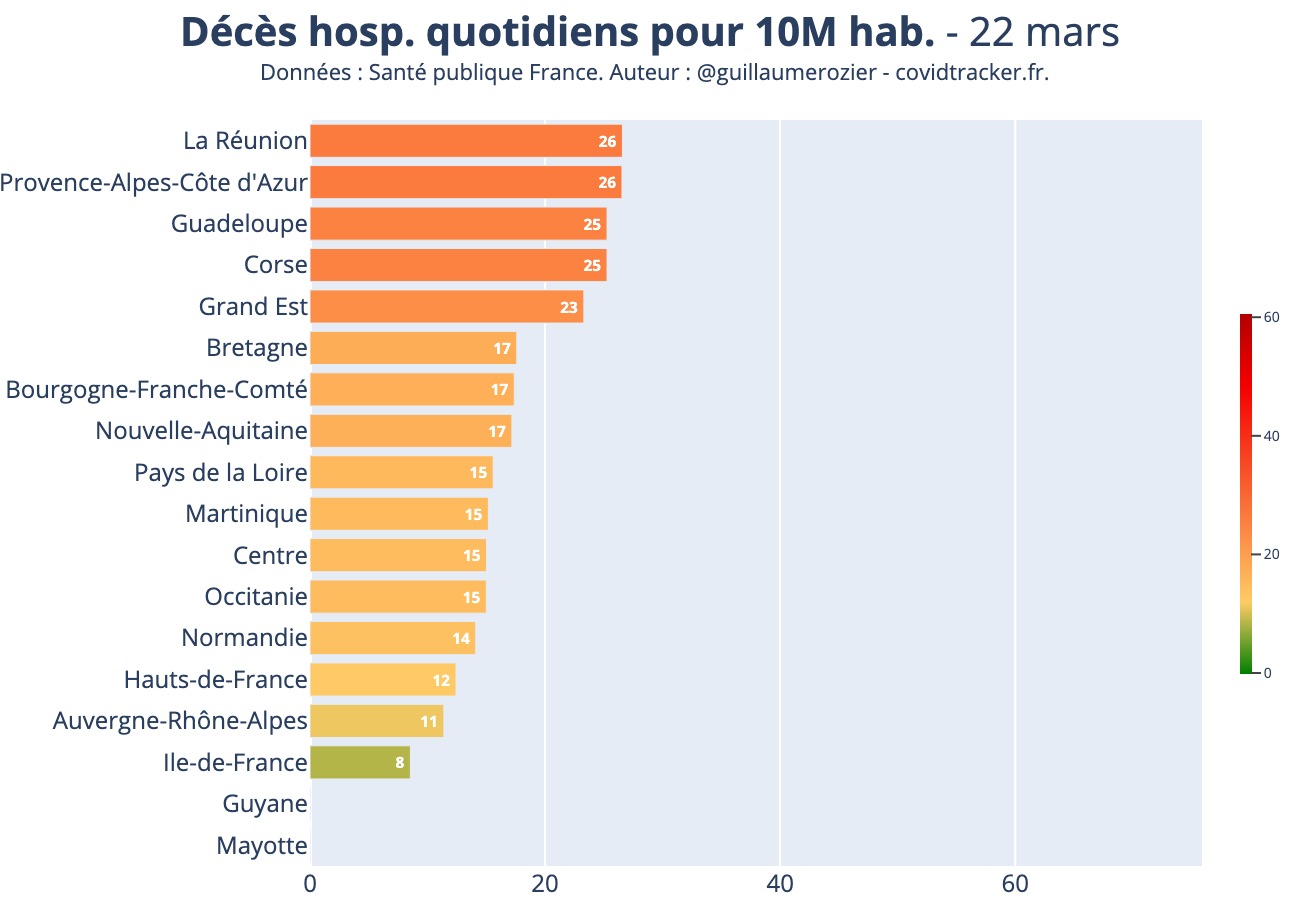 Décès hosp. quotidiens pour 10M hab. - 22 mars
Données : Santé publique France. Auteur : @guillaumerozier - covidtracker.fr.
La Réunion 26
Provence-Alpes-Côte d'Azur 26
Guadeloupe 25
Corse 25
Grand Est 23
Bretagne 17
Bourgogne-Franche-Comté 17
Nouvelle-Aquitaine 17
Pays de la Loire 15
Martinique 15
Centre 15
Occitanie 15
Normandie 14
Hauts-de-France 12
Auvergne-Rhône-Alpes 11
Ile-de-France 8
Guyane
Mayotte
0 20 40 60
60
40
20
0